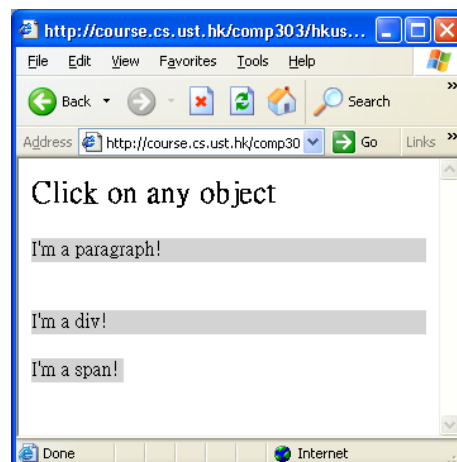 http://course.cs.ust.hk/comp303/hkus...
File Edit View Favorites Tools Help
Back Search »
Address http://course.cs.ust.hk/comp30 Go Links »
Click on any object
I'm a paragraph!
I'm a div!
I'm a span!
Done Internet